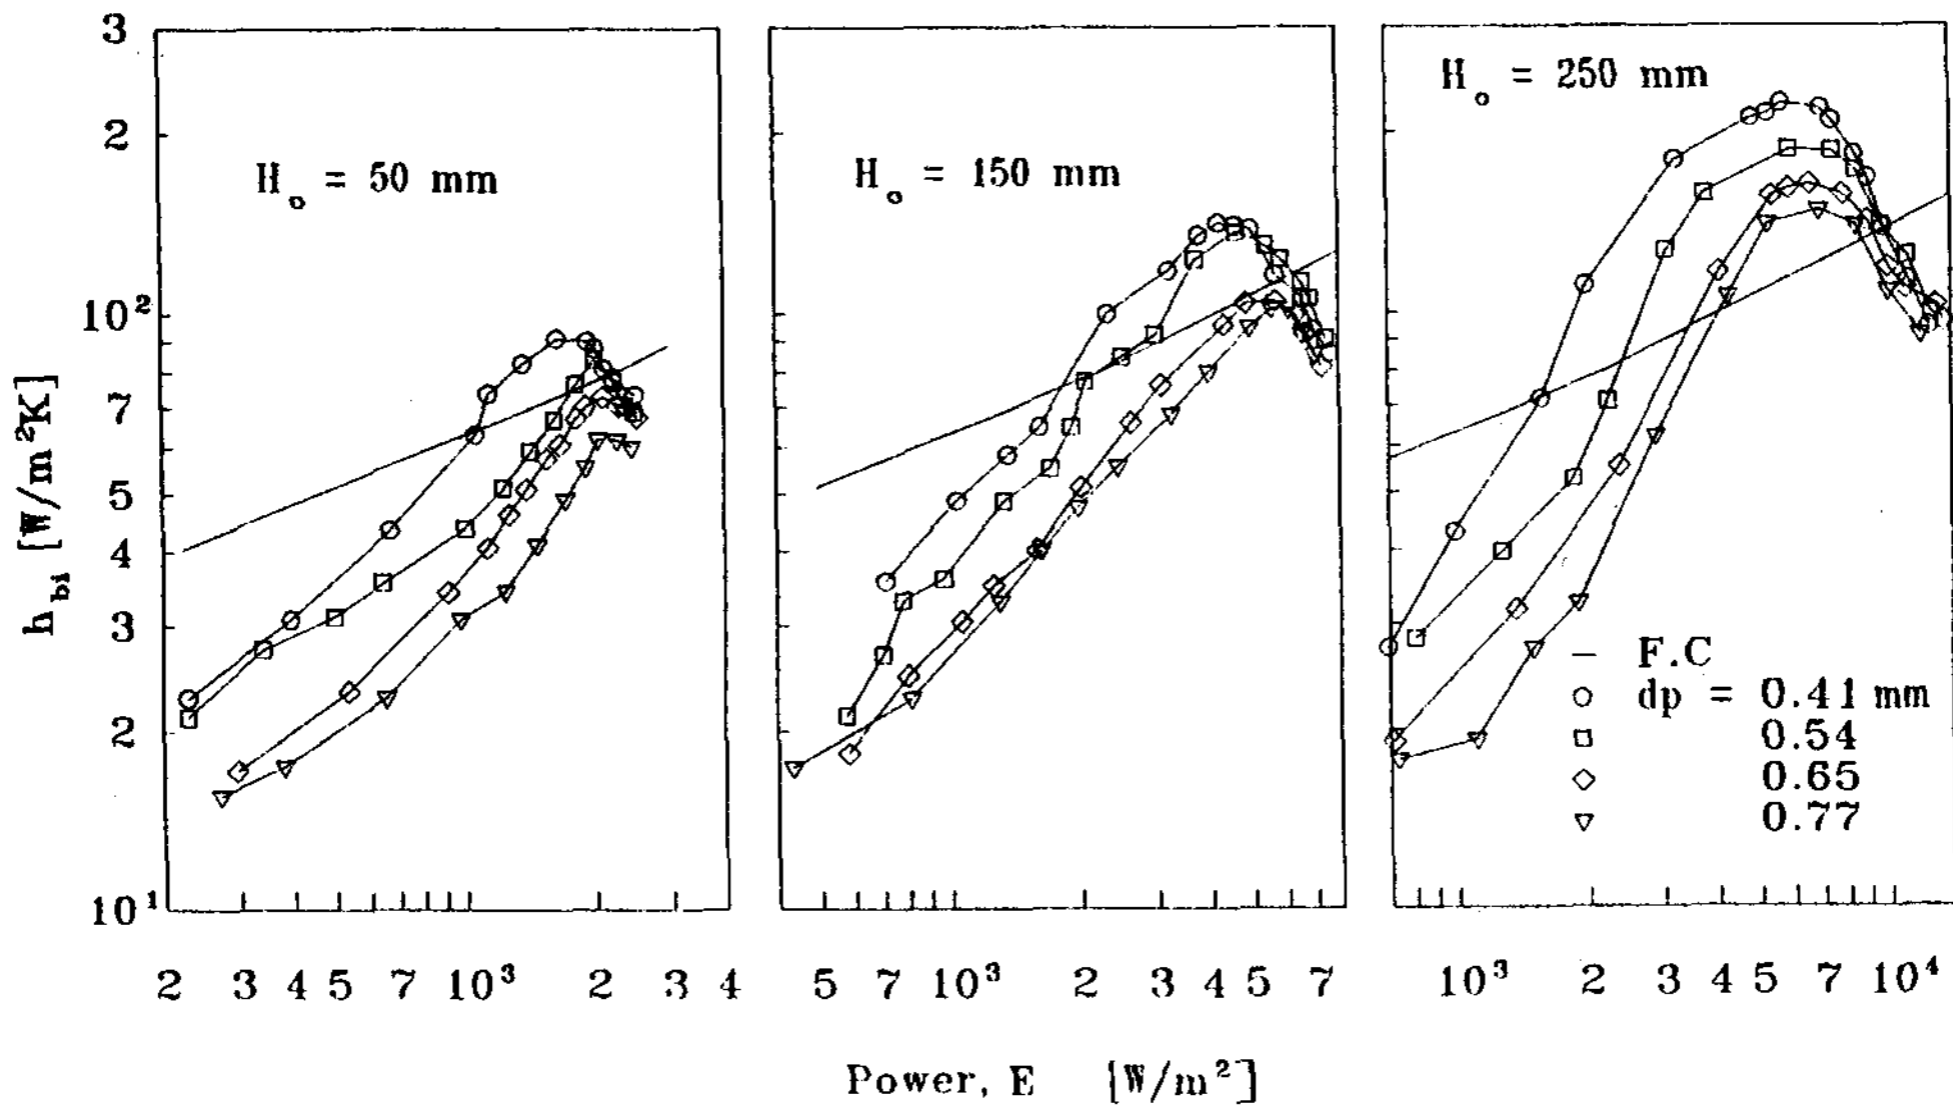 3
2
10²
7
5
4
3
2
10¹
h_bi [W/m²K]
H_o = 50 mm
H_o = 150 mm
H_o = 250 mm
— F.C
○ dp = 0.41 mm
□ 0.54
◇ 0.65
▽ 0.77
2 3 4 5 7 10³ 2 3 4
5 7 10³ 2 3 4 5 7
10³ 2 3 4 5 7 10⁴
Power, E [W/m²]